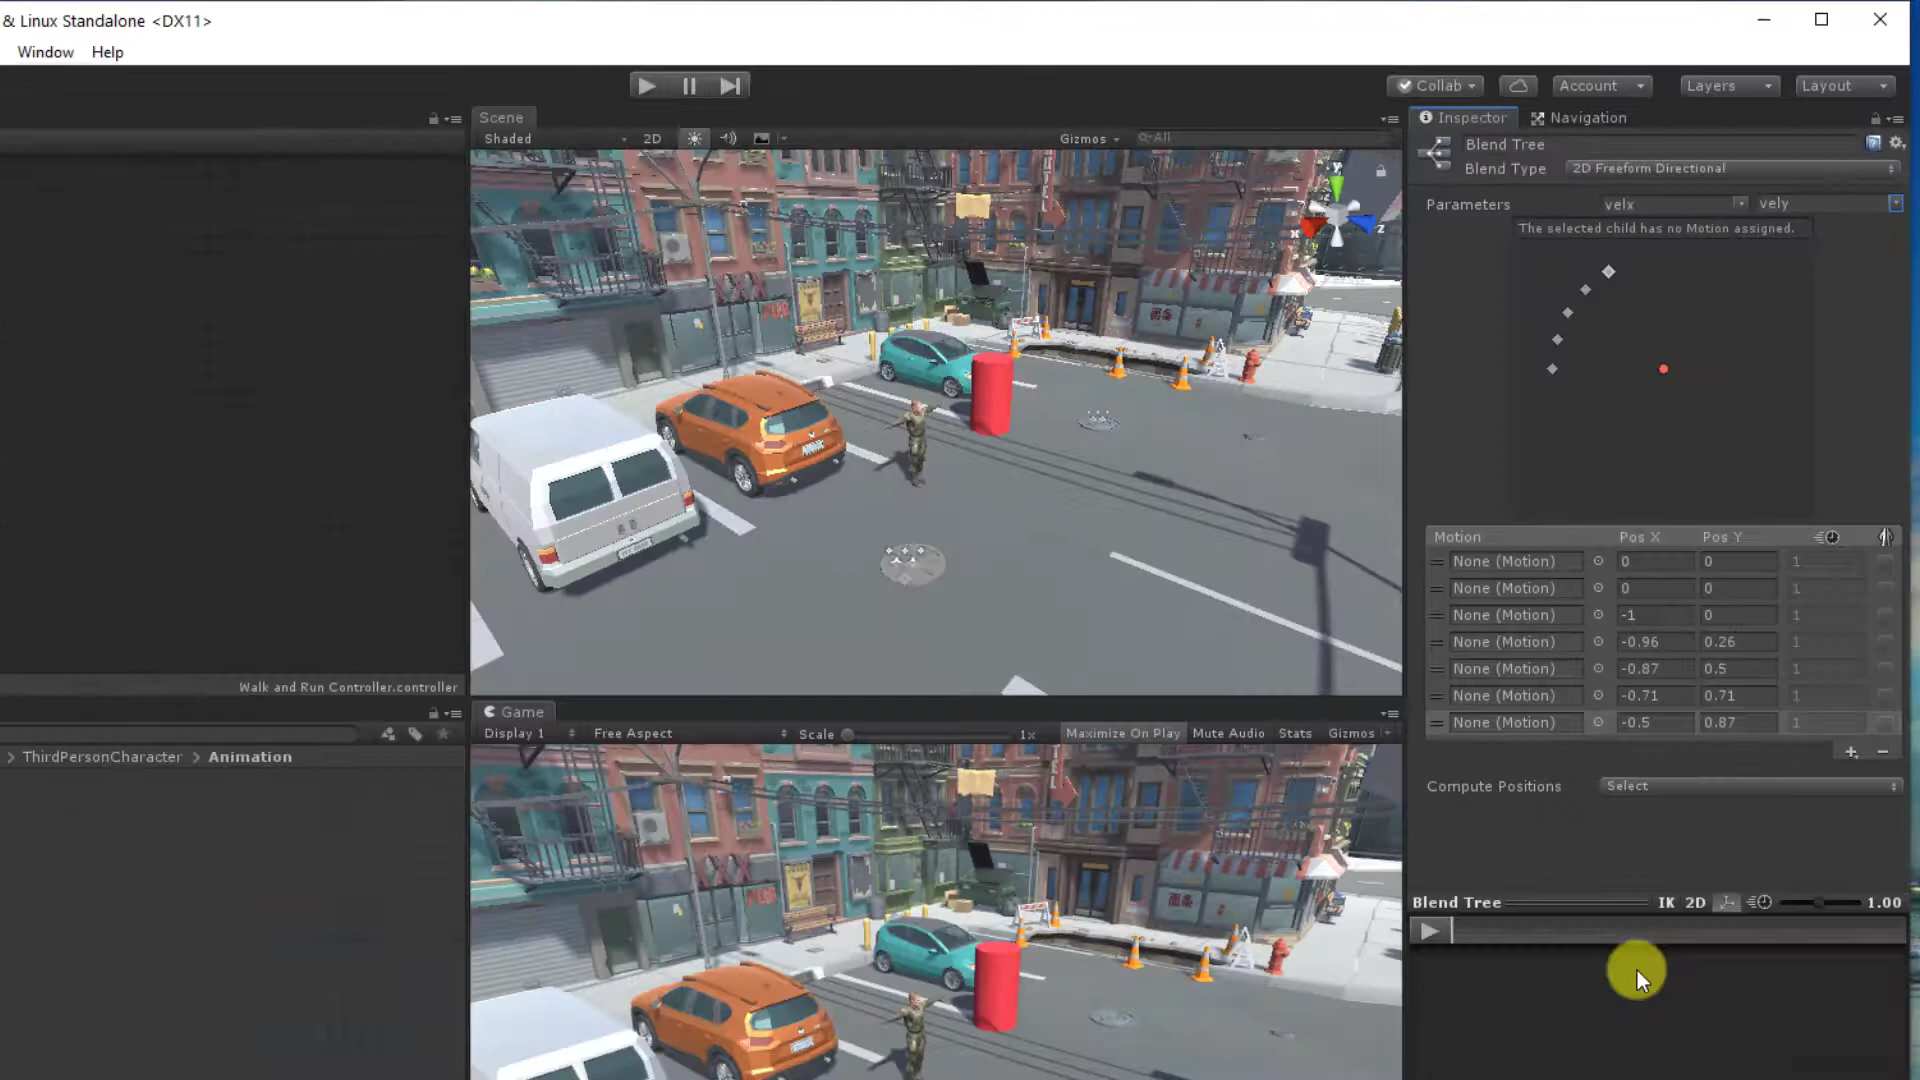 & Linux Standalone <DX11>
Window Help
Collab Account Layers Layout
Scene
Shaded 2D Gizmos All
Inspector Navigation
Blend Tree
Blend Type 2D Freeform Directional
Parameters velx vely
The selected child has no Motion assigned.
Motion Pos X Pos Y
None (Motion) 0 0 1
None (Motion) 0 0 1
None (Motion) -1 0 1
None (Motion) -0.96 0.26 1
None (Motion) -0.87 0.5 1
None (Motion) -0.71 0.71 1
None (Motion) -0.5 0.87 1
Compute Positions Select
Blend Tree IK 2D 1.00
Walk and Run Controller.controller
Game
Display 1 Free Aspect Scale 1x Maximize On Play Mute Audio Stats Gizmos
ThirdPersonCharacter > Animation
Y
X
Z
XXX
XXX